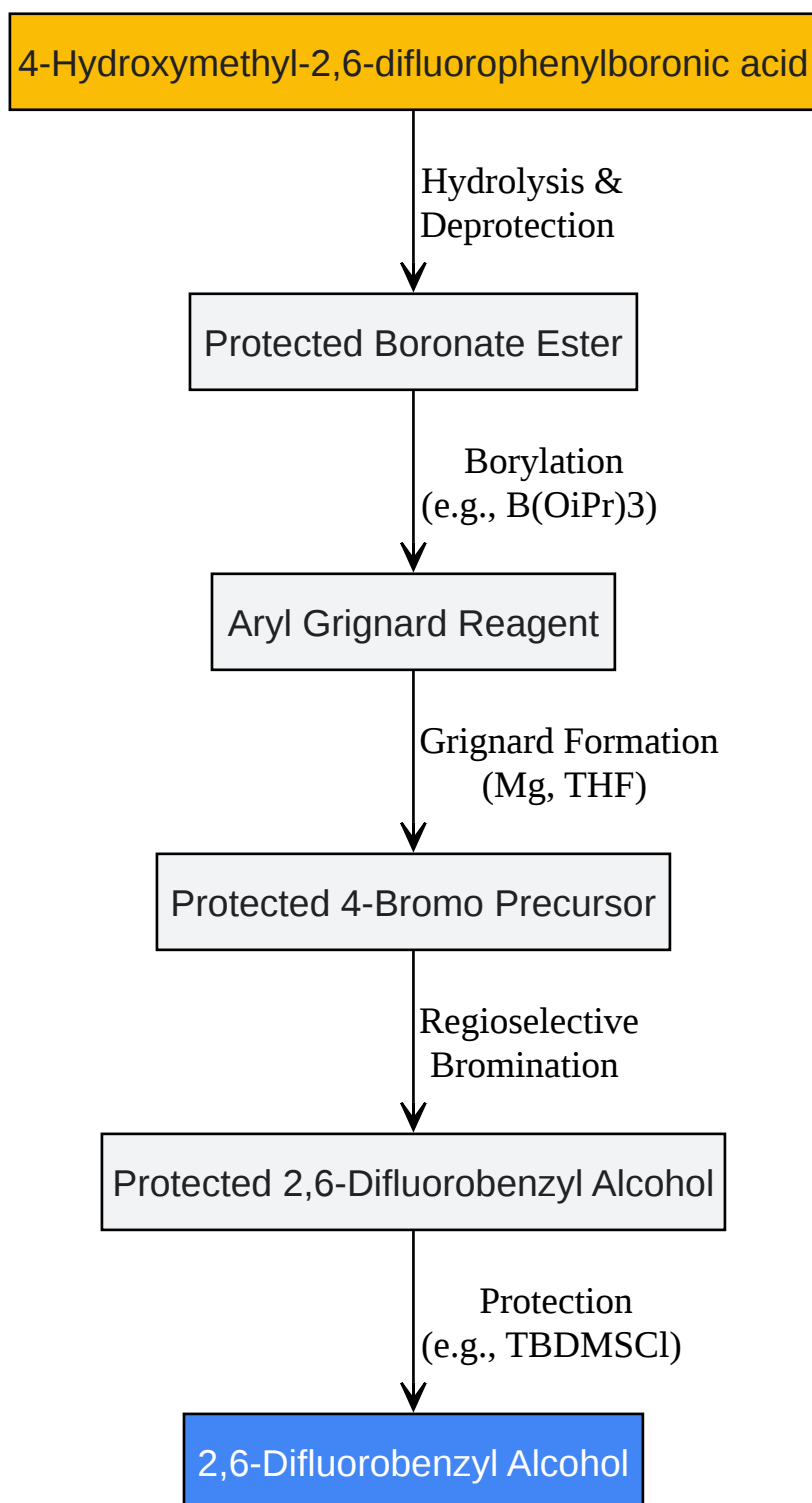 4-Hydroxymethyl-2,6-difluorophenylboronic acid
Hydrolysis &
Deprotection
Protected Boronate Ester
Borylation
(e.g., B(OiPr)3)
Aryl Grignard Reagent
Grignard Formation
(Mg, THF)
Protected 4-Bromo Precursor
Regioselective
Bromination
Protected 2,6-Difluorobenzyl Alcohol
Protection
(e.g., TBDMSCl)
2,6-Difluorobenzyl Alcohol